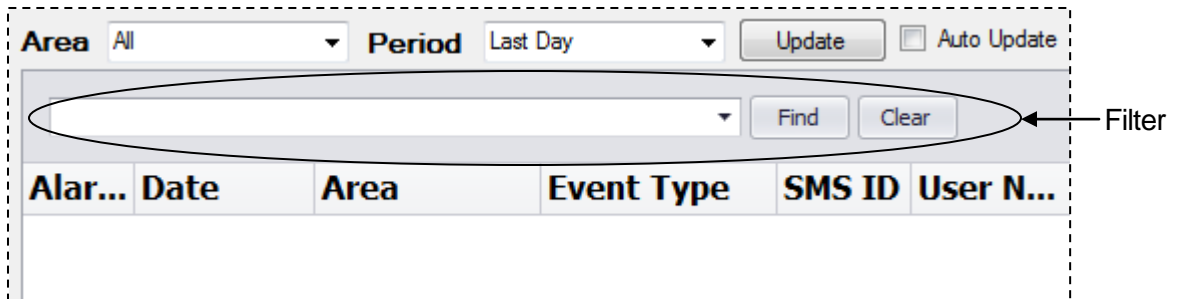 Area All Period Last Day Update Auto Update
Find Clear Filter
Alar... Date Area Event Type SMS ID User N...